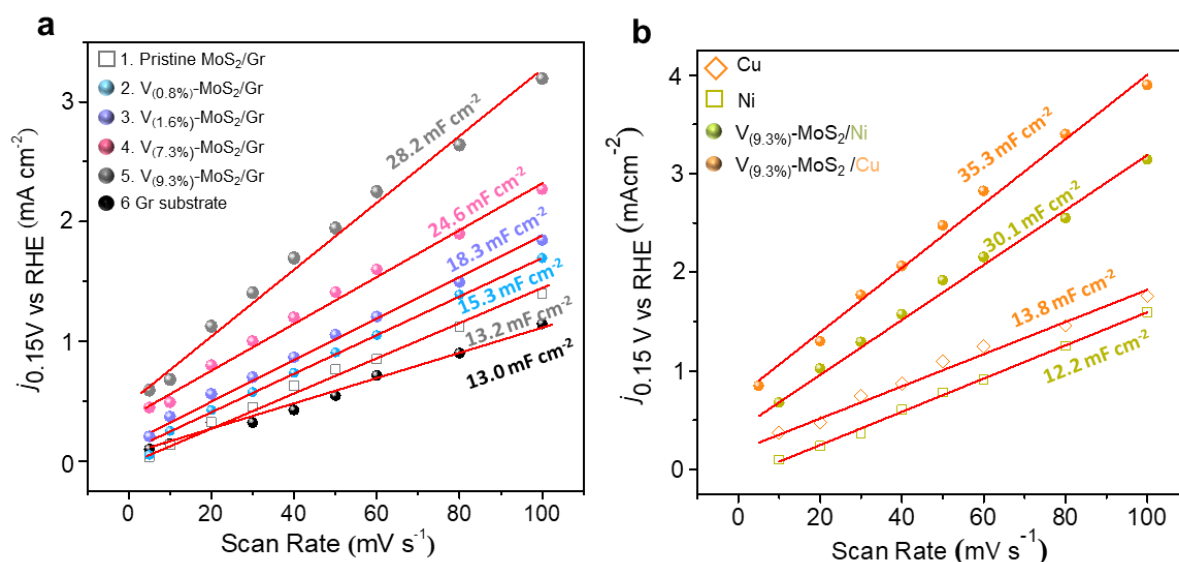 a
j0.15V vs RHE (mA cm-2)
3
2
1
0
1. Pristine MoS2/Gr
2. V(0.8%)-MoS2/Gr
3. V(1.6%)-MoS2/Gr
4. V(7.3%)-MoS2/Gr
5. V(9.3%)-MoS2/Gr
6 Gr substrate
28.2 mF cm-2
24.6 mF cm-2
18.3 mF cm-2
15.3 mF cm-2
13.2 mF cm-2
13.0 mF cm-2
0 20 40 60 80 100
Scan Rate (mV s-1)
b
j0.15 V vs RHE (mAcm-2)
4
3
2
1
0
Cu
Ni
V(9.3%)-MoS2/Ni
V(9.3%)-MoS2 /Cu
35.3 mF cm-2
30.1 mF cm-2
13.8 mF cm-2
12.2 mF cm-2
0 20 40 60 80 100
Scan Rate (mV s-1)